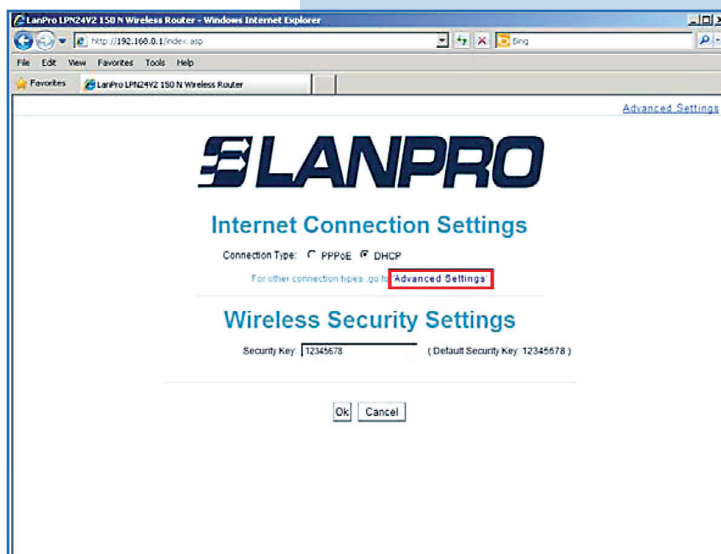 LanPro LPN24V2 150 N Wireless Router - Windows Internet Explorer
http://192.168.0.1/index.asp
Bing
File Edit View Favorites Tools Help
Favorites LanPro LPN24V2 150 N Wireless Router
Advanced Settings
LANPRO
Internet Connection Settings
Connection Type: PPPoE DHCP
For other connection types ,go to 'Advanced Settings'
Wireless Security Settings
Security Key: 12345678 ( Default Security Key: 12345678 )
Ok Cancel